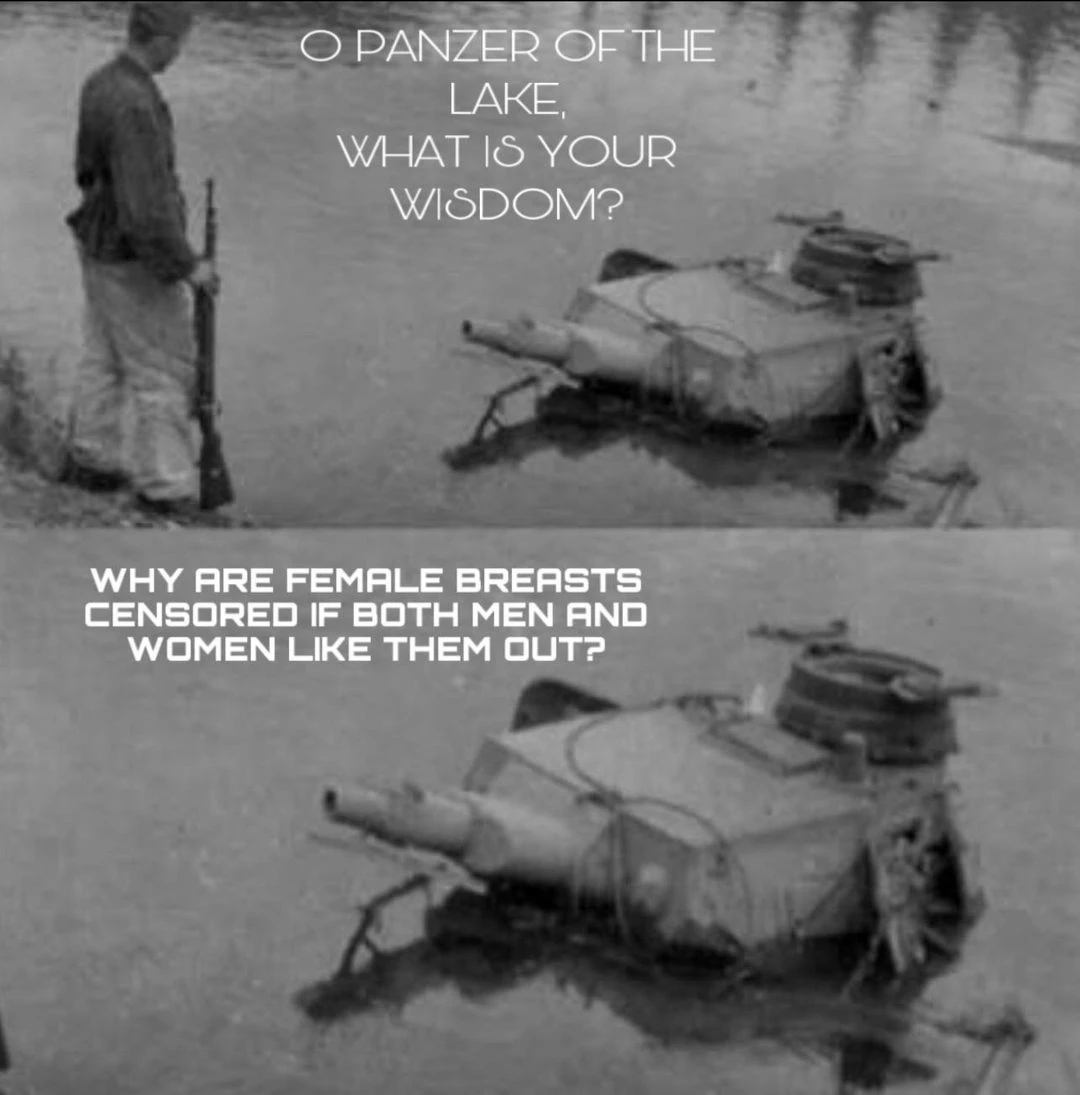 O PANZER OF THE
LAKE,
WHAT IS YOUR
WISDOM?
WHY ARE FEMALE BREASTS
CENSORED IF BOTH MEN AND
WOMEN LIKE THEM OUT?